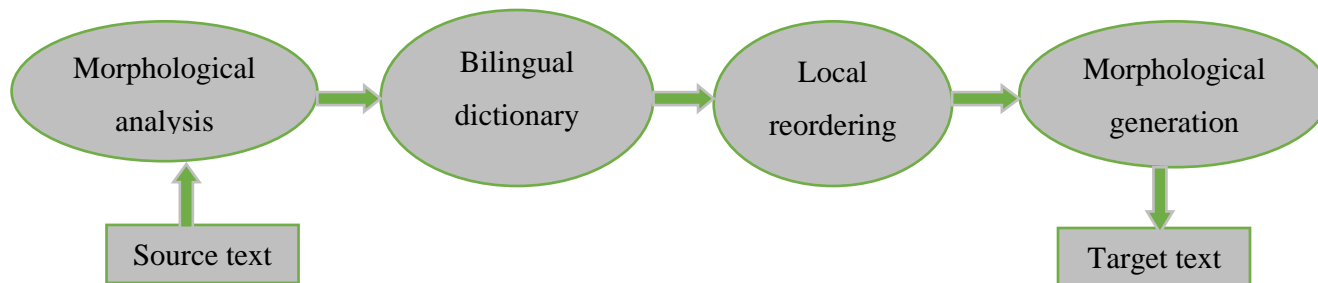 Morphological
analysis
Bilingual
dictionary
Local
reordering
Morphological
generation
Source text
Target text